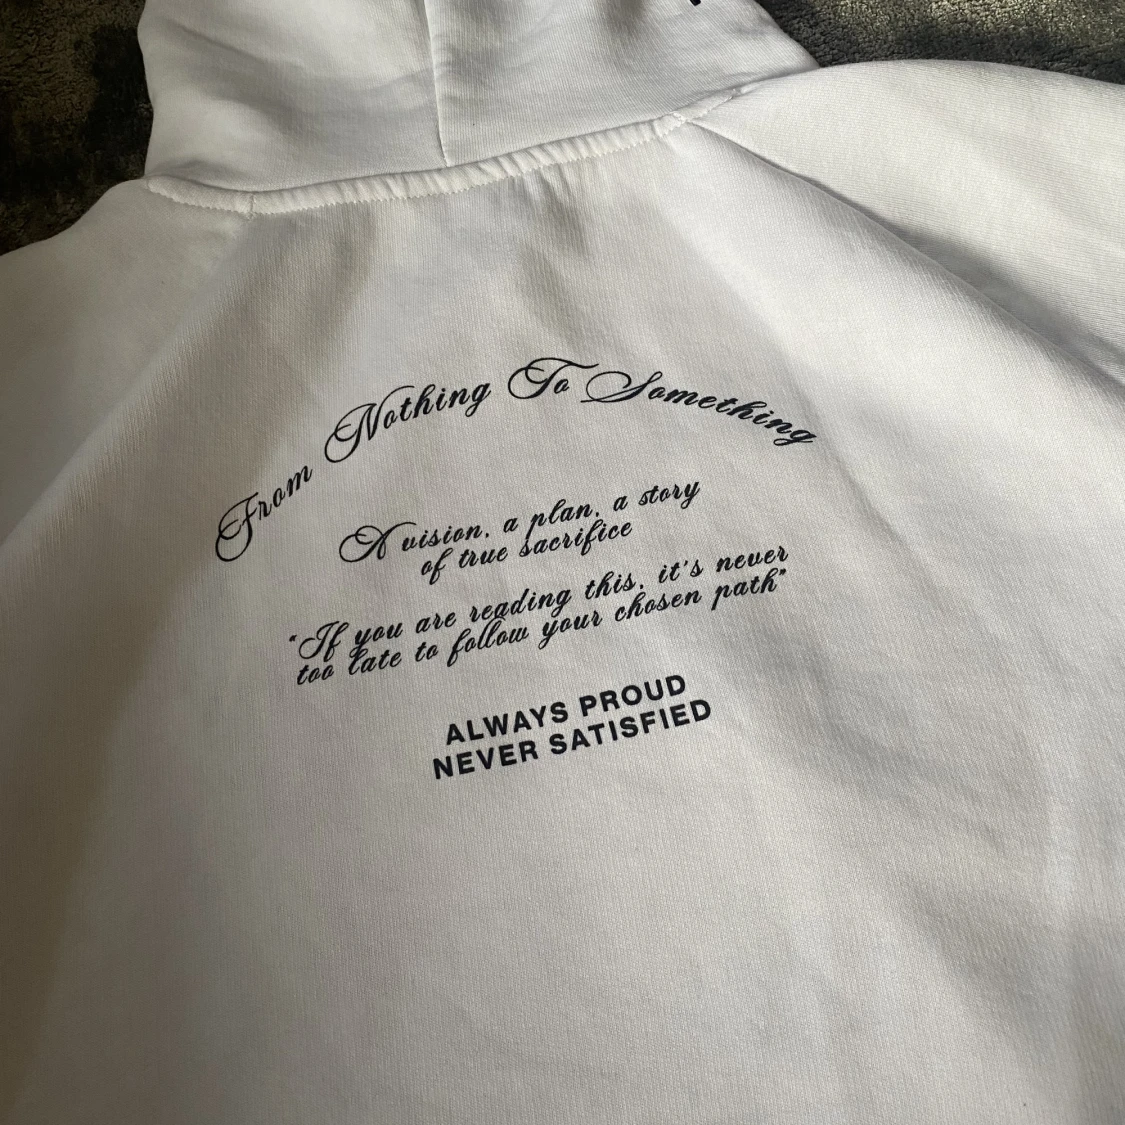 From Nothing To Something
A vision, a plan, a story
of true sacrifice
"If you are reading this, it's never
too late to follow your chosen path"
ALWAYS PROUD
NEVER SATISFIED